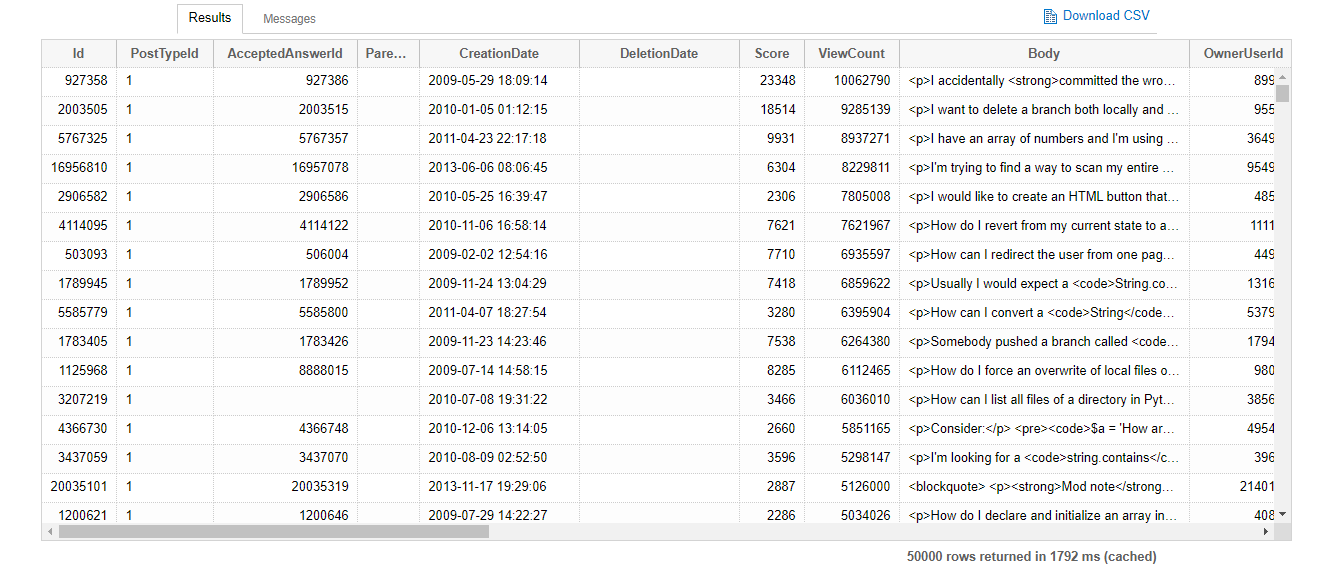 Results Messages Download CSV
Id PostTypeId AcceptedAnswerId Pare... CreationDate DeletionDate Score ViewCount Body OwnerUserId
927358 1 927386 2009-05-29 18:09:14 23348 10062790 <p>I accidentally <strong>committed the wro... 899
2003505 1 2003515 2010-01-05 01:12:15 18514 9285139 <p>I want to delete a branch both locally and ... 955
5767325 1 5767357 2011-04-23 22:17:18 9931 8937271 <p>I have an array of numbers and I'm using ... 3649
16956810 1 16957078 2013-06-06 08:06:45 6304 8229811 <p>I'm trying to find a way to scan my entire ... 9549
2906582 1 2906586 2010-05-25 16:39:47 2306 7805008 <p>I would like to create an HTML button that... 485
4114095 1 4114122 2010-11-06 16:58:14 7621 7621967 <p>How do I revert from my current state to a... 1111
503093 1 506004 2009-02-02 12:54:16 7710 6935597 <p>How can I redirect the user from one pag... 449
1789945 1 1789952 2009-11-24 13:04:29 7418 6859622 <p>Usually I would expect a <code>String.co... 1316
5585779 1 5585800 2011-04-07 18:27:54 3280 6395904 <p>How can I convert a <code>String</code... 5379
1783405 1 1783426 2009-11-23 14:23:46 7538 6264380 <p>Somebody pushed a branch called <code... 1794
1125968 1 8888015 2009-07-14 14:58:15 8285 6112465 <p>How do I force an overwrite of local files o... 980
3207219 1 2010-07-08 19:31:22 3466 6036010 <p>How can I list all files of a directory in Pyt... 3856
4366730 1 4366748 2010-12-06 13:14:05 2660 5851165 <p>Consider:</p> <pre><code>$a = 'How ar... 4954
3437059 1 3437070 2010-08-09 02:52:50 3596 5298147 <p>I'm looking for a <code>string.contains</c... 396
20035101 1 20035319 2013-11-17 19:29:06 2887 5126000 <blockquote> <p><strong>Mod note</strong... 21401
1200621 1 1200646 2009-07-29 14:22:27 2286 5034026 <p>How do I declare and initialize an array in... 408
50000 rows returned in 1792 ms (cached)